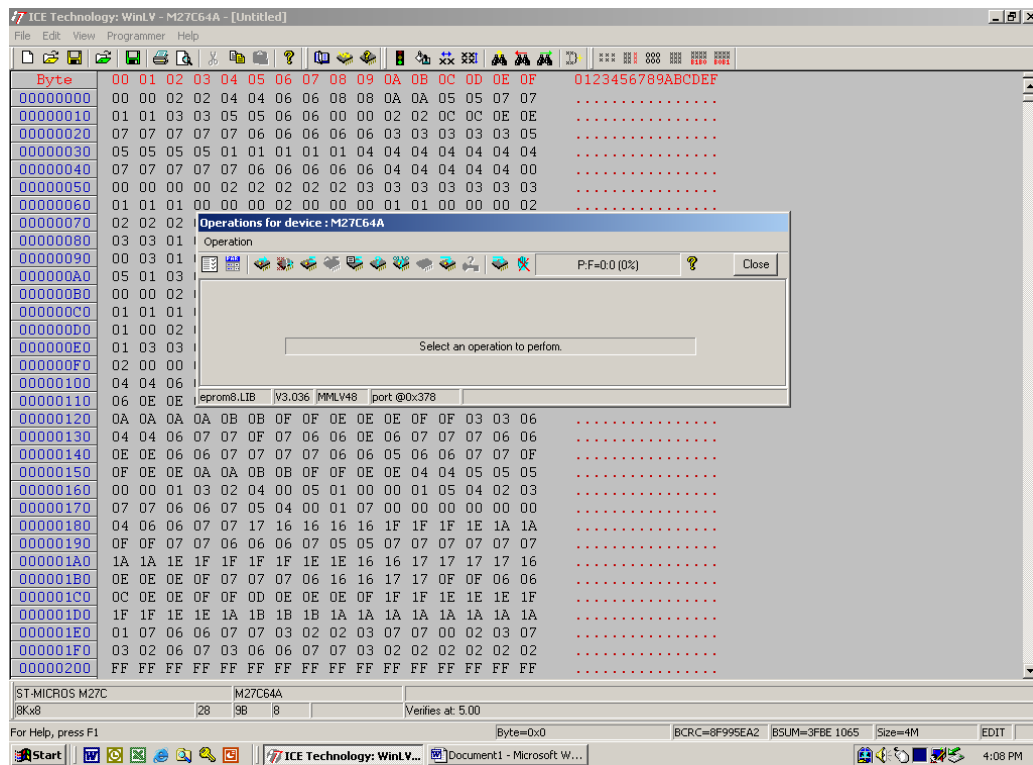 ICE Technology: WinLV - M27C64A - [Untitled]
File Edit View Programmer Help
Byte 00 01 02 03 04 05 06 07 08 09 0A 0B 0C 0D 0E 0F 0123456789ABCDEF
00000000 00 00 02 02 04 04 06 06 08 08 0A 0A 05 05 07 07 ................
00000010 01 01 03 03 05 05 06 06 00 00 02 02 0C 0C 0E 0E ................
00000020 07 07 07 07 07 06 06 06 06 06 03 03 03 03 03 05 ................
00000030 05 05 05 05 01 01 01 01 01 04 04 04 04 04 04 04 ................
00000040 07 07 07 07 07 06 06 06 06 06 04 04 04 04 04 00 ................
00000050 00 00 00 00 02 02 02 02 02 03 03 03 03 03 03 03 ................
00000060 01 01 01 00 00 00 02 00 00 00 01 01 00 00 00 02 ................
00000070 02 02 02
Operations for device : M27C64A
00000080 03 03 01
Operation
00000090 00 03 01
P:F=0:0 (0%) Close
000000A0 05 01 03
000000B0 00 00 02
000000C0 01 01 01
000000D0 01 00 02
000000E0 01 03 03
Select an operation to perfom.
000000F0 02 00 00
00000100 04 04 06
00000110 06 0E 0E
eprom8.LIB V3.036 MMLV48 port @0x378
00000120 0A 0A 0A 0A 0B 0B 0F 0F 0E 0E 0E 0F 0F 03 03 06 ................
00000130 04 04 06 07 07 0F 07 06 06 0E 06 07 07 07 06 06 ................
00000140 0E 0E 06 06 07 07 07 07 06 06 05 06 06 07 07 0F ................
00000150 0F 0E 0E 0A 0A 0B 0B 0F 0F 0E 0E 04 04 05 05 05 ................
00000160 00 00 01 03 02 04 00 05 01 00 00 01 05 04 02 03 ................
00000170 07 07 06 06 07 05 04 00 01 07 00 00 00 00 00 00 ................
00000180 04 06 06 07 07 17 16 16 16 16 1F 1F 1F 1E 1A 1A ................
00000190 0F 0F 07 07 06 06 06 07 05 05 07 07 07 07 07 07 ................
000001A0 1A 1A 1E 1F 1F 1F 1F 1E 1E 16 16 17 17 17 17 16 ................
000001B0 0E 0E 0E 0F 07 07 07 06 16 16 17 17 0F 0F 06 06 ................
000001C0 0C 0E 0E 0F 0F 0D 0E 0E 0E 0F 1F 1F 1E 1E 1E 1F ................
000001D0 1F 1F 1E 1E 1A 1B 1B 1B 1A 1A 1A 1A 1A 1A 1A 1A ................
000001E0 01 07 06 06 07 07 03 02 02 03 07 07 00 02 03 07 ................
000001F0 03 02 06 07 03 06 06 07 07 03 02 02 02 02 02 02 ................
00000200 FF FF FF FF FF FF FF FF FF FF FF FF FF FF FF FF ................
ST-MICROS M27C M27C64A
8Kx8 28 9B 8 Verifies at: 5.00
For Help, press F1 Byte=0x0 BCRC=8F995EA2 BSUM=3FBE 1065 Size=4M EDIT
Start ICE Technology: WinLV... Document1 - Microsoft W... 4:08 PM